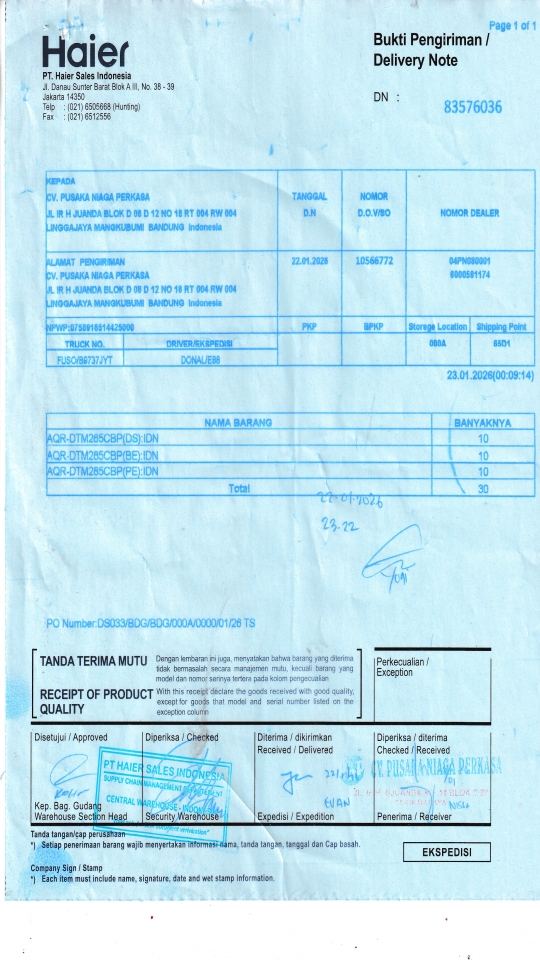 Page 1 of 1
Haier
Bukti Pengiriman /
Delivery Note
PT. Haier Sales Indonesia
Jl. Danau Sunter Barat Blok A III, No. 38 - 39
Jakarta 14350
Telp : (021) 6505668 (Hunting)
Fax : (021) 6512556
DN : 83576036
KEPADA
CV. PUSAKA NIAGA PERKASA
JL IR H JUANDA BLOK D 08 D 12 NO 18 RT 004 RW 004
LINGGAJAYA MANGKUBUMI BANDUNG Indonesia
TANGGAL
D.N
NOMOR
D.O.V/SO
NOMOR DEALER
ALAMAT PENGIRIMAN
CV. PUSAKA NIAGA PERKASA
JL IR H JUANDA BLOK D 08 D 12 NO 18 RT 004 RW 004
LINGGAJAYA MANGKUBUMI BANDUNG Indonesia
22.01.2026
10566772
04PN080901
6000591174
NPWP:0758916514425000
PKP BPKP Storege Location Shipping Point
TRUCK NO. DRIVER/EKSPEDISI 000A 65D1
FUSO/B9737JYT DONAL/E86
23.01.2026(00:09:14)
NAMA BARANG BANYAKNYA
AQR-DTM265CBP(DS):IDN 10
AQR-DTM265CBP(BE):IDN 10
AQR-DTM265CBP(PE):IDN 10
Total 30
22-01-2026
23.22
PO Number:DS033/BDG/BDG/000A/0000/01/26 TS
TANDA TERIMA MUTU
Dengan lembaran ini juga, menyatakan bahwa barang yang diterima
tidak bermasalah secara manajemen mutu, kecuali barang yang
model dan nomor serinya tertera pada kolom pengecualian
RECEIPT OF PRODUCT
QUALITY
With this receipt declare the goods received with good quality,
except for goods that model and serial number listed on the
exception column
Perkecualian /
Exception
Disetujui / Approved
Diperiksa / Checked
Diterima / dikirimkan
Received / Delivered
Diperiksa / diterima
Checked / Received
PT HAIER SALES INDONESIA
SUPPLY CHAIN MANAGEMENT DEPARTMENT
CENTRAL WAREHOUSE - INDONESIA
CV. PUSAKA NIAGA PERKASA
EVAN
Kep. Bag. Gudang
Warehouse Section Head
Security Warehouse
Expedisi / Expedition
Penerima / Receiver
Tanda tangan/cap perusahaan
*) Setiap penerimaan barang wajib menyertakan informasi nama, tanda tangan, tanggal dan Cap basah.
EKSPEDISI
Company Sign / Stamp
*) Each item must include name, signature, date and wet stamp information.